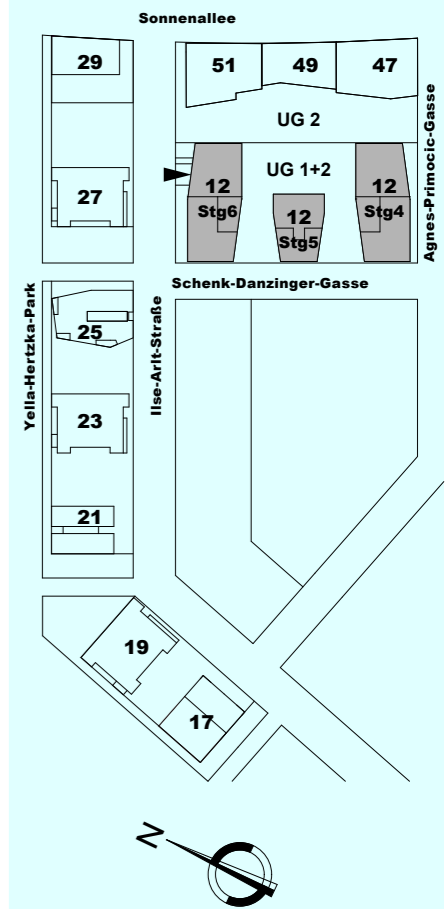 Sonnenallee
29
51
49
47
UG 2
Agnes-Primocic-Gasse
27
12
UG 1+2
12
Stg6
12
Stg4
Stg5
Schenk-Danzinger-Gasse
Yella-Hertzka-Park
25
Ilse-Arlt-Straße
23
21
19
17
N